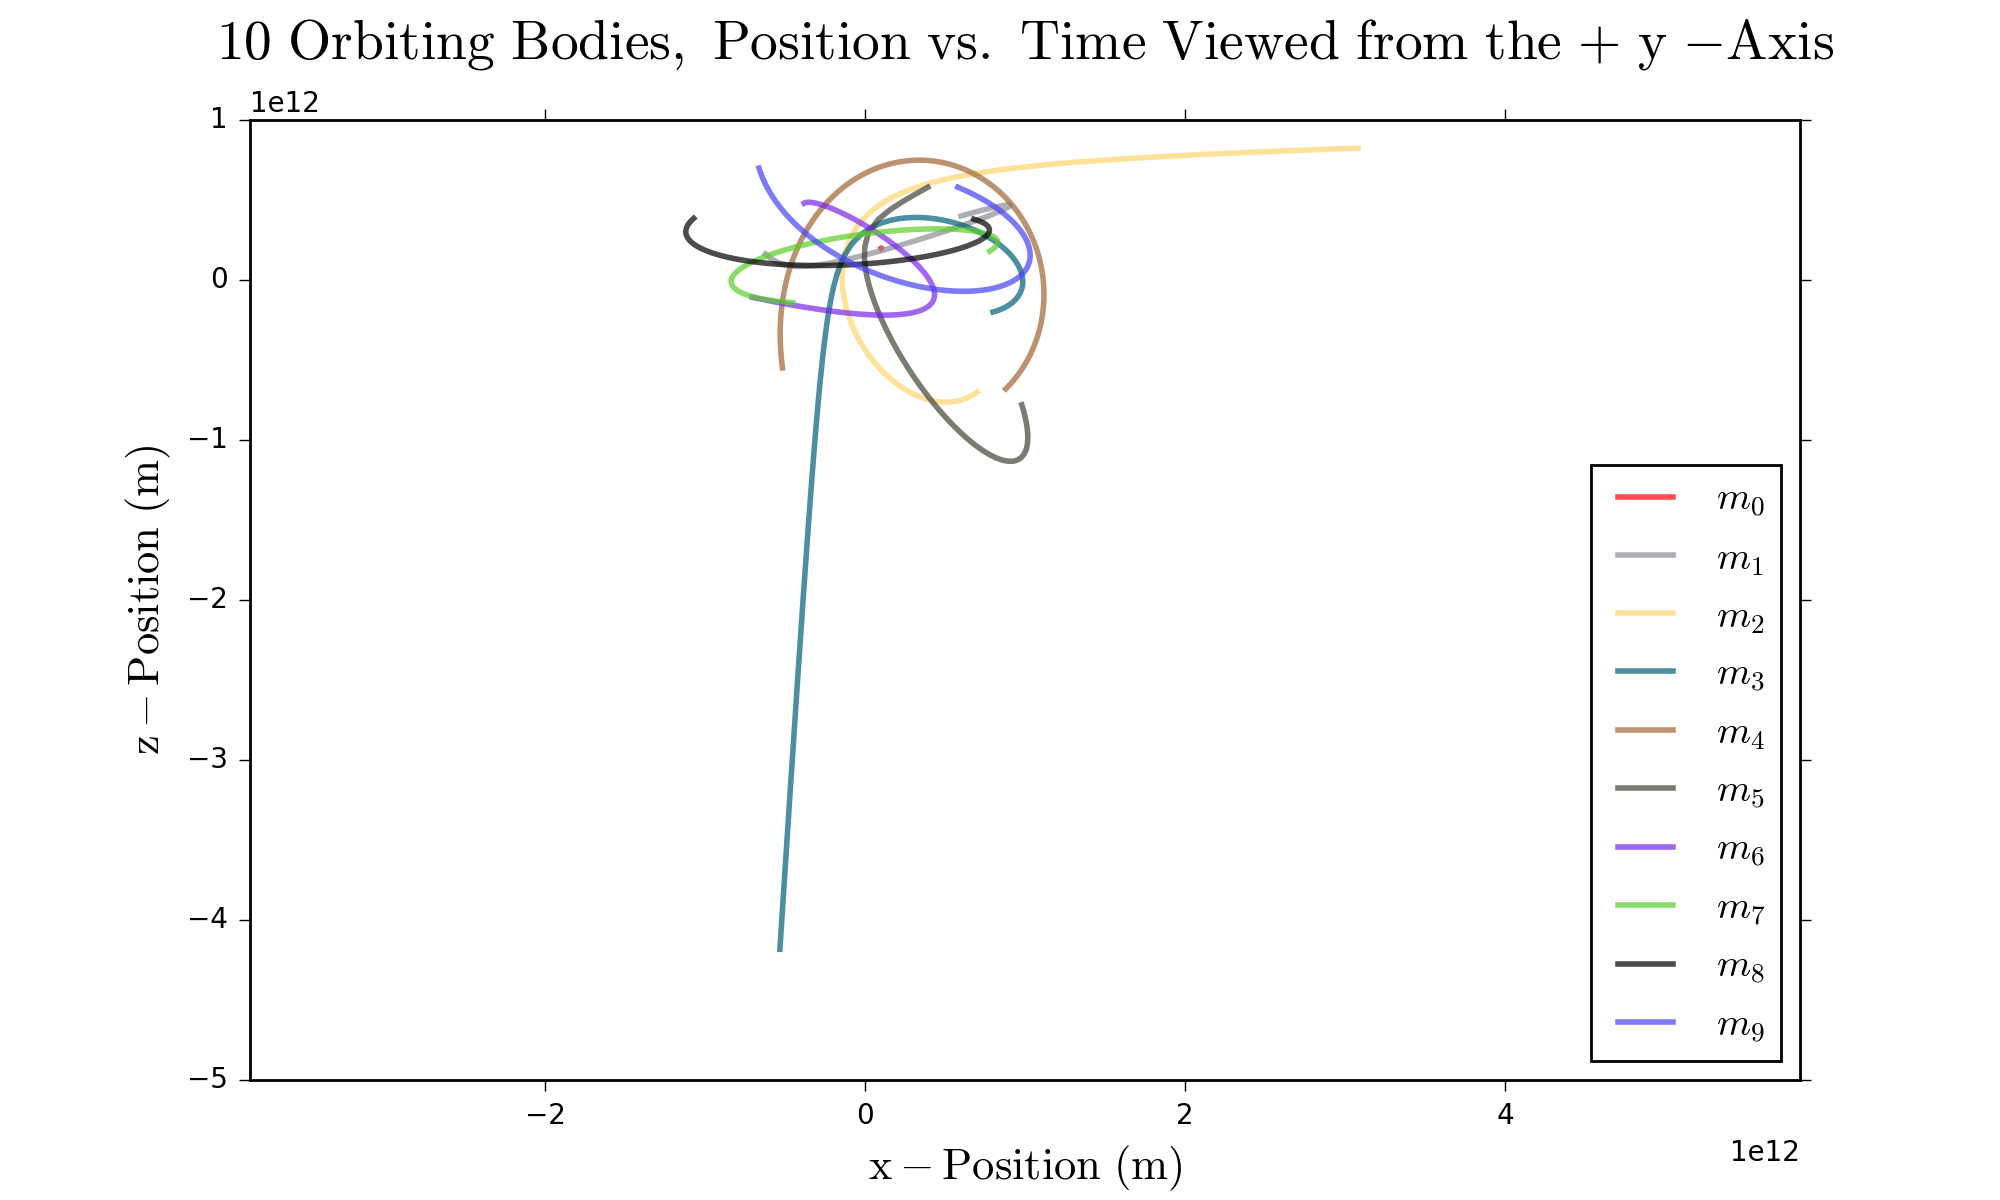 10 Orbiting Bodies, Position vs. Time Viewed from the + y −Axis
1e12
1
0
−1
−2
−3
−4
−5
z − Position (m)
m0
m1
m2
m3
m4
m5
m6
m7
m8
m9
−2 0 2 4
1e12
x − Position (m)